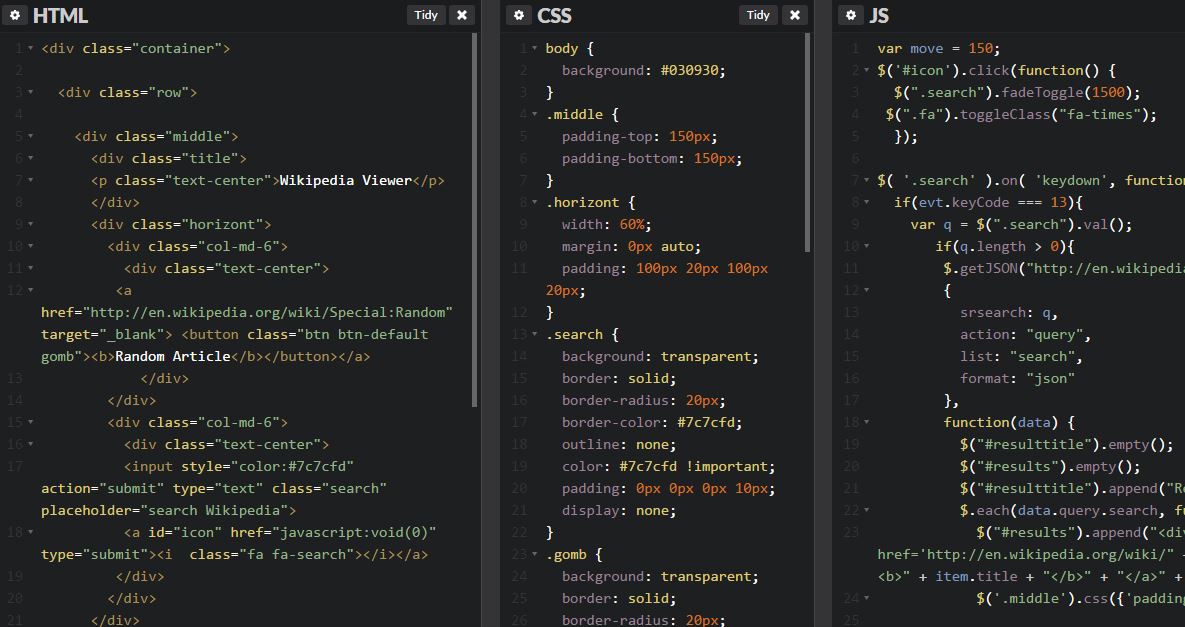 HTML
Tidy
1 <div class="container">
2
3 <div class="row">
4
5 <div class="middle">
6 <div class="title">
7 <p class="text-center">Wikipedia Viewer</p>
8 </div>
9 <div class="horizont">
10 <div class="col-md-6">
11 <div class="text-center">
12 <a
href="http://en.wikipedia.org/wiki/Special:Random"
target="_blank"> <button class="btn btn-default
gomb"><b>Random Article</b></button></a>
13 </div>
14 </div>
15 <div class="col-md-6">
16 <div class="text-center">
17 <input style="color:#7c7cfd"
action="submit" type="text" class="search"
placeholder="search Wikipedia">
18 <a id="icon" href="javascript:void(0)"
type="submit"><i  class="fa fa-search"></i></a>
19 </div>
20 </div>
21 </div>
CSS
Tidy
1 body {
2 background: #030930;
3 }
4 .middle {
5 padding-top: 150px;
6 padding-bottom: 150px;
7 }
8 .horizont {
9 width: 60%;
10 margin: 0px auto;
11 padding: 100px 20px 100px
20px;
12 }
13 .search {
14 background: transparent;
15 border: solid;
16 border-radius: 20px;
17 border-color: #7c7cfd;
18 outline: none;
19 color: #7c7cfd !important;
20 padding: 0px 0px 0px 10px;
21 display: none;
22 }
23 .gomb {
24 background: transparent;
25 border: solid;
26 border-radius: 20px;
JS
1 var move = 150;
2 $('#icon').click(function() {
3 $(".search").fadeToggle(1500);
4 $(".fa").toggleClass("fa-times");
5 });
6
7 $( '.search' ).on( 'keydown', function
8 if(evt.keyCode === 13){
9 var q = $(".search").val();
10 if(q.length > 0){
11 $.getJSON("http://en.wikipedia
12 {
13 srsearch: q,
14 action: "query",
15 list: "search",
16 format: "json"
17 },
18 function(data) {
19 $("#resulttitle").empty();
20 $("#results").empty();
21 $("#resulttitle").append("Re
22 $.each(data.query.search, fu
23 $("#results").append("<div
href='http://en.wikipedia.org/wiki/" +
<b>" + item.title + "</b>" + "</a>" +
24 $('.middle').css({'padding
25